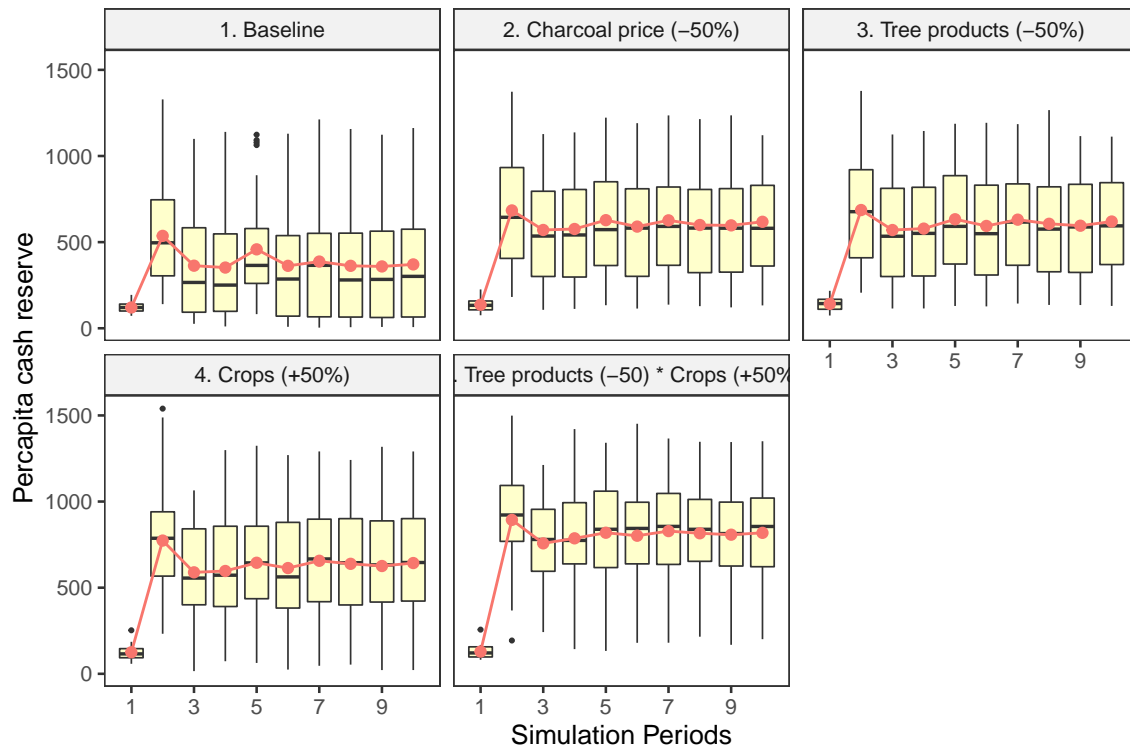 1. Baseline
2. Charcoal price (−50%)
3. Tree products (−50%)
1500
1000
500
0
1 3 5 7 9
4. Crops (+50%)
. Tree products (−50) * Crops (+50%
1500
1000
500
0
1 3 5 7 9
1 3 5 7 9
Percapita cash reserve
Simulation Periods